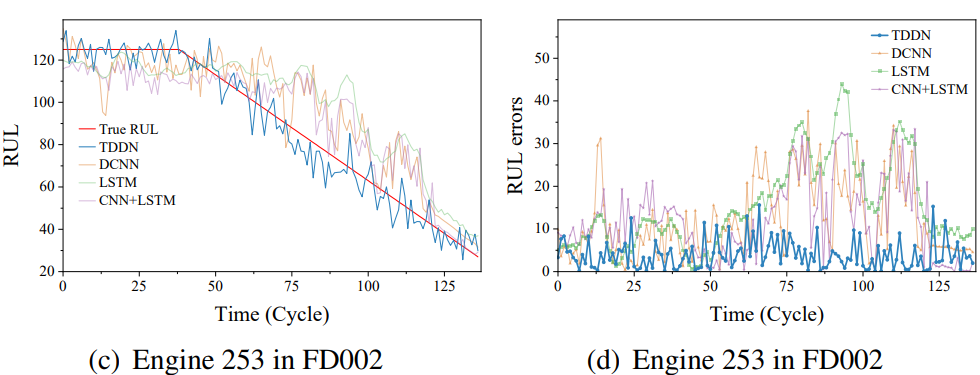 120
100
80
60
40
20
RUL
True RUL
TDDN
DCNN
LSTM
CNN+LSTM
0
25
50
75
100
125
Time (Cycle)
(c) Engine 253 in FD002
50
40
30
20
10
0
RUL errors
TDDN
DCNN
LSTM
CNN+LSTM
0
25
50
75
100
125
Time (Cycle)
(d) Engine 253 in FD002